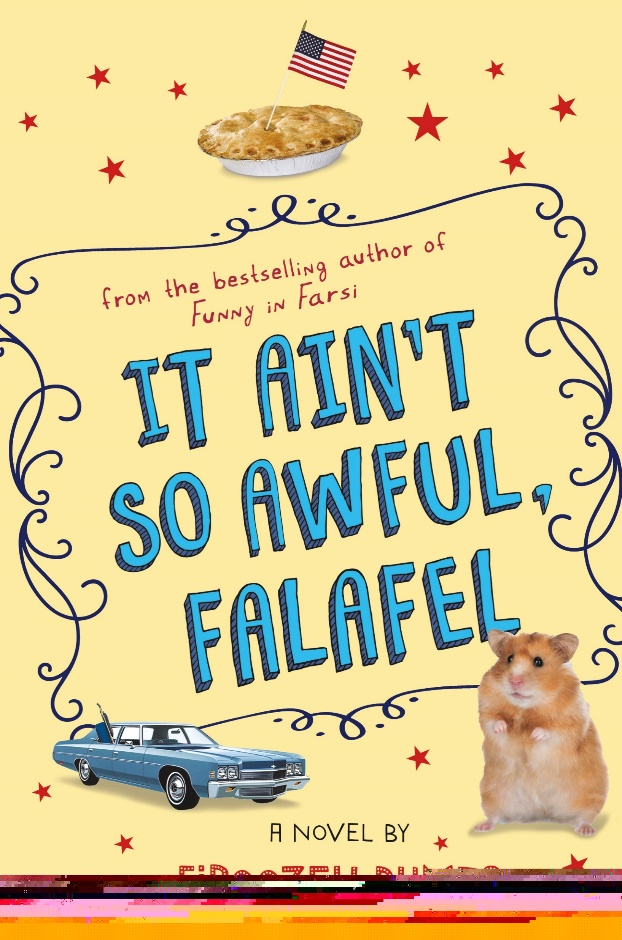 from the bestselling author of
Funny in Farsi
IT AIN'T
SO AWFUL,
FALAFEL
A NOVEL BY